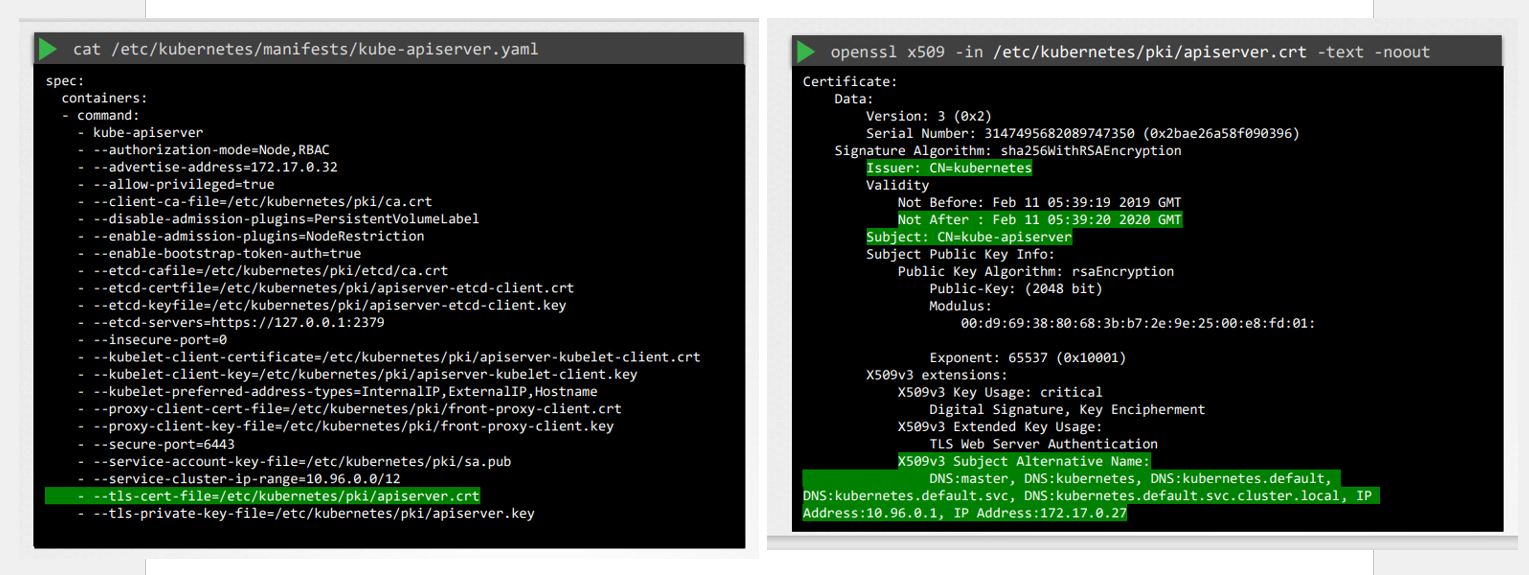 cat /etc/kubernetes/manifests/kube-apiserver.yaml
spec:
  containers:
  - command:
    - kube-apiserver
    - --authorization-mode=Node,RBAC
    - --advertise-address=172.17.0.32
    - --allow-privileged=true
    - --client-ca-file=/etc/kubernetes/pki/ca.crt
    - --disable-admission-plugins=PersistentVolumeLabel
    - --enable-admission-plugins=NodeRestriction
    - --enable-bootstrap-token-auth=true
    - --etcd-cafile=/etc/kubernetes/pki/etcd/ca.crt
    - --etcd-certfile=/etc/kubernetes/pki/apiserver-etcd-client.crt
    - --etcd-keyfile=/etc/kubernetes/pki/apiserver-etcd-client.key
    - --etcd-servers=https://127.0.0.1:2379
    - --insecure-port=0
    - --kubelet-client-certificate=/etc/kubernetes/pki/apiserver-kubelet-client.crt
    - --kubelet-client-key=/etc/kubernetes/pki/apiserver-kubelet-client.key
    - --kubelet-preferred-address-types=InternalIP,ExternalIP,Hostname
    - --proxy-client-cert-file=/etc/kubernetes/pki/front-proxy-client.crt
    - --proxy-client-key-file=/etc/kubernetes/pki/front-proxy-client.key
    - --secure-port=6443
    - --service-account-key-file=/etc/kubernetes/pki/sa.pub
    - --service-cluster-ip-range=10.96.0.0/12
    - --tls-cert-file=/etc/kubernetes/pki/apiserver.crt
    - --tls-private-key-file=/etc/kubernetes/pki/apiserver.key
openssl x509 -in /etc/kubernetes/pki/apiserver.crt -text -noout
Certificate:
    Data:
        Version: 3 (0x2)
        Serial Number: 3147495682089747350 (0x2bae26a58f090396)
    Signature Algorithm: sha256WithRSAEncryption
        Issuer: CN=kubernetes
        Validity
            Not Before: Feb 11 05:39:19 2019 GMT
            Not After : Feb 11 05:39:20 2020 GMT
        Subject: CN=kube-apiserver
        Subject Public Key Info:
            Public Key Algorithm: rsaEncryption
                Public-Key: (2048 bit)
                Modulus:
                    00:d9:69:38:80:68:3b:b7:2e:9e:25:00:e8:fd:01:
                Exponent: 65537 (0x10001)
        X509v3 extensions:
            X509v3 Key Usage: critical
                Digital Signature, Key Encipherment
            X509v3 Extended Key Usage:
                TLS Web Server Authentication
            X509v3 Subject Alternative Name:
                DNS:master, DNS:kubernetes, DNS:kubernetes.default,
DNS:kubernetes.default.svc, DNS:kubernetes.default.svc.cluster.local, IP
Address:10.96.0.1, IP Address:172.17.0.27